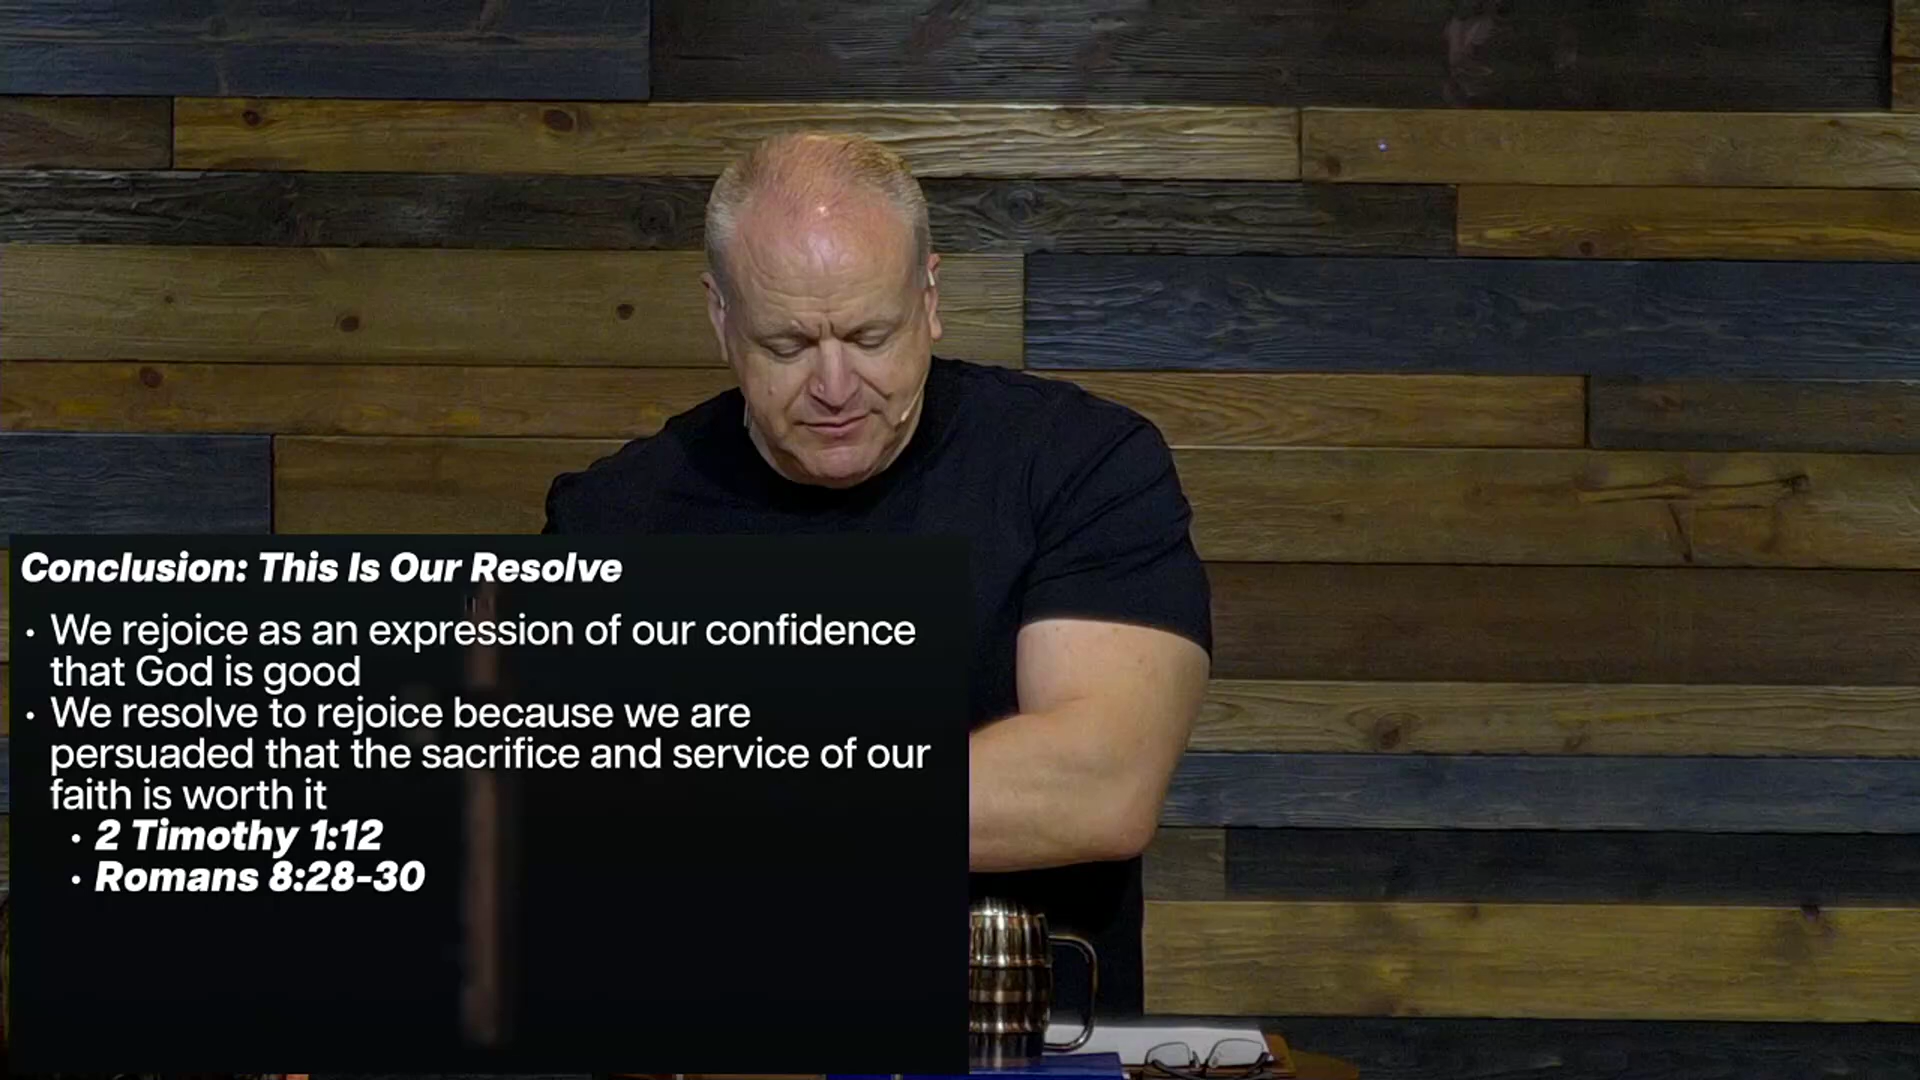 Conclusion: This Is Our Resolve
• We rejoice as an expression of our confidence
that God is good
• We resolve to rejoice because we are
persuaded that the sacrifice and service of our
faith is worth it
• 2 Timothy 1:12
• Romans 8:28-30